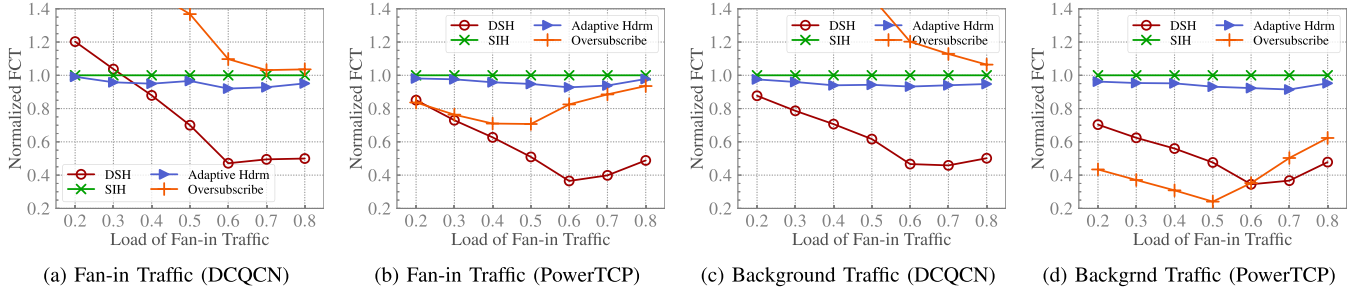 1.4
1.2
1.0
0.8
0.6
0.4
0.2
Normalized FCT
DSH
SIH
Adaptive Hdrm
Oversubscribe
0.2 0.3 0.4 0.5 0.6 0.7 0.8
Load of Fan-in Traffic
(a) Fan-in Traffic (DCQCN)
1.4
1.2
1.0
0.8
0.6
0.4
0.2
Normalized FCT
DSH
SIH
Adaptive Hdrm
Oversubscribe
0.2 0.3 0.4 0.5 0.6 0.7 0.8
Load of Fan-in Traffic
(b) Fan-in Traffic (PowerTCP)
1.4
1.2
1.0
0.8
0.6
0.4
0.2
Normalized FCT
DSH
SIH
Adaptive Hdrm
Oversubscribe
0.2 0.3 0.4 0.5 0.6 0.7 0.8
Load of Fan-in Traffic
(c) Background Traffic (DCQCN)
1.4
1.2
1.0
0.8
0.6
0.4
0.2
Normalized FCT
DSH
SIH
Adaptive Hdrm
Oversubscribe
0.2 0.3 0.4 0.5 0.6 0.7 0.8
Load of Fan-in Traffic
(d) Backgrnd Traffic (PowerTCP)